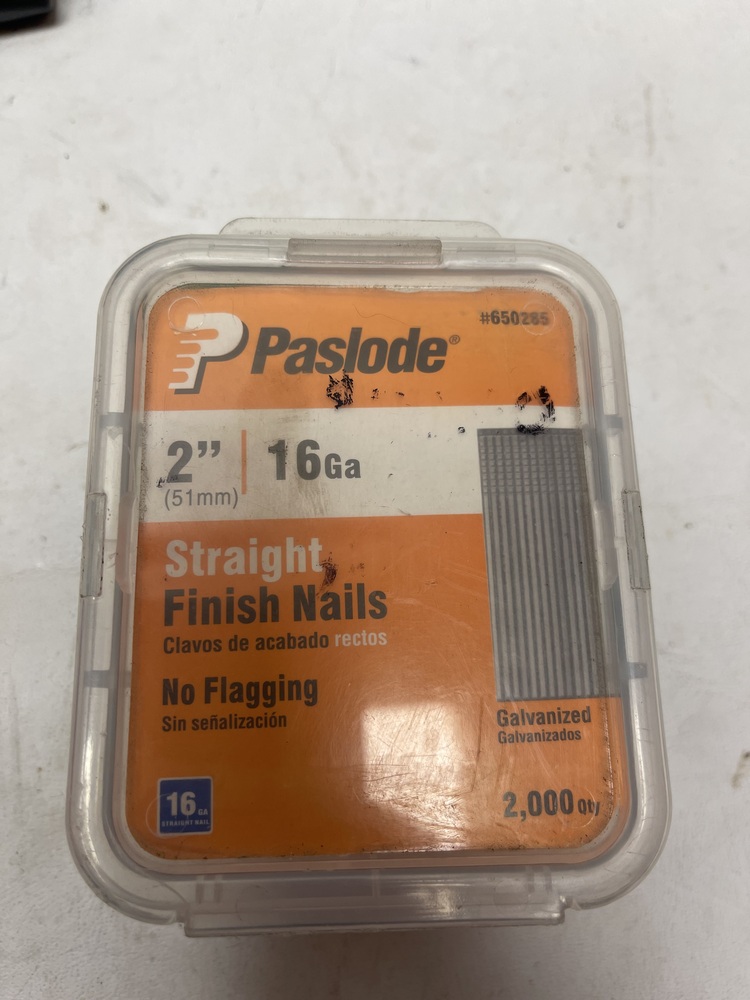 Paslode®
#650285
2” | 16Ga
(51mm)
Straight
Finish Nails
Clavos de acabado rectos
No Flagging
Sin señalización
Galvanized
Galvanizados
16 GA
STRAIGHT NAIL
2,000 Qty